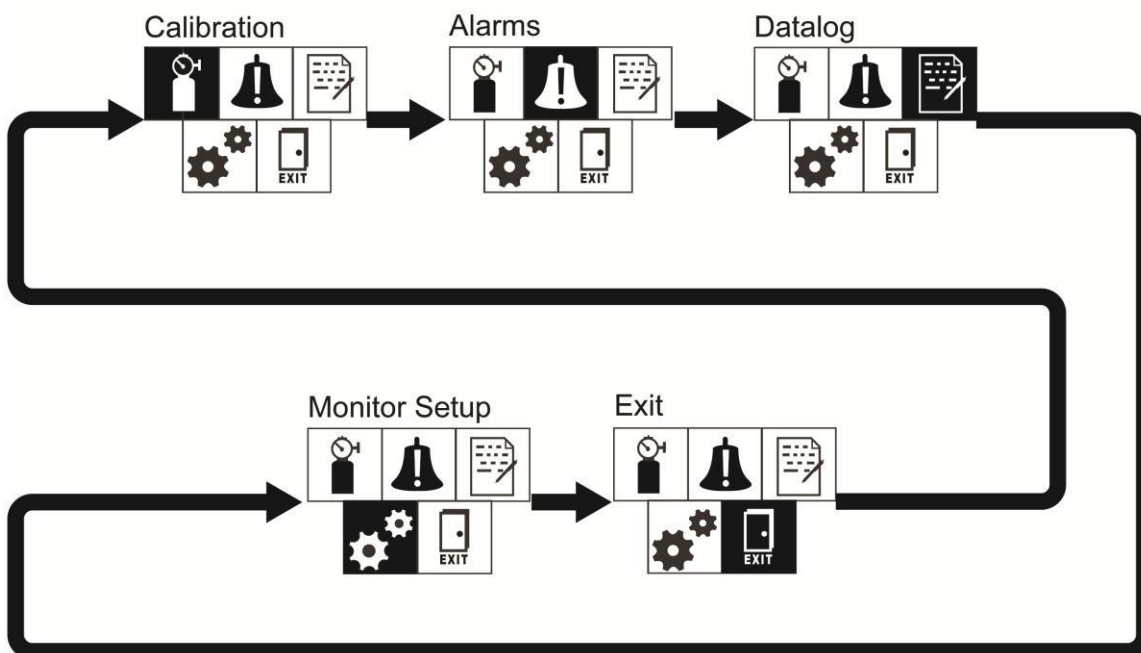 Calibration
Alarms
Datalog
EXIT
EXIT
EXIT
Monitor Setup
Exit
EXIT
EXIT